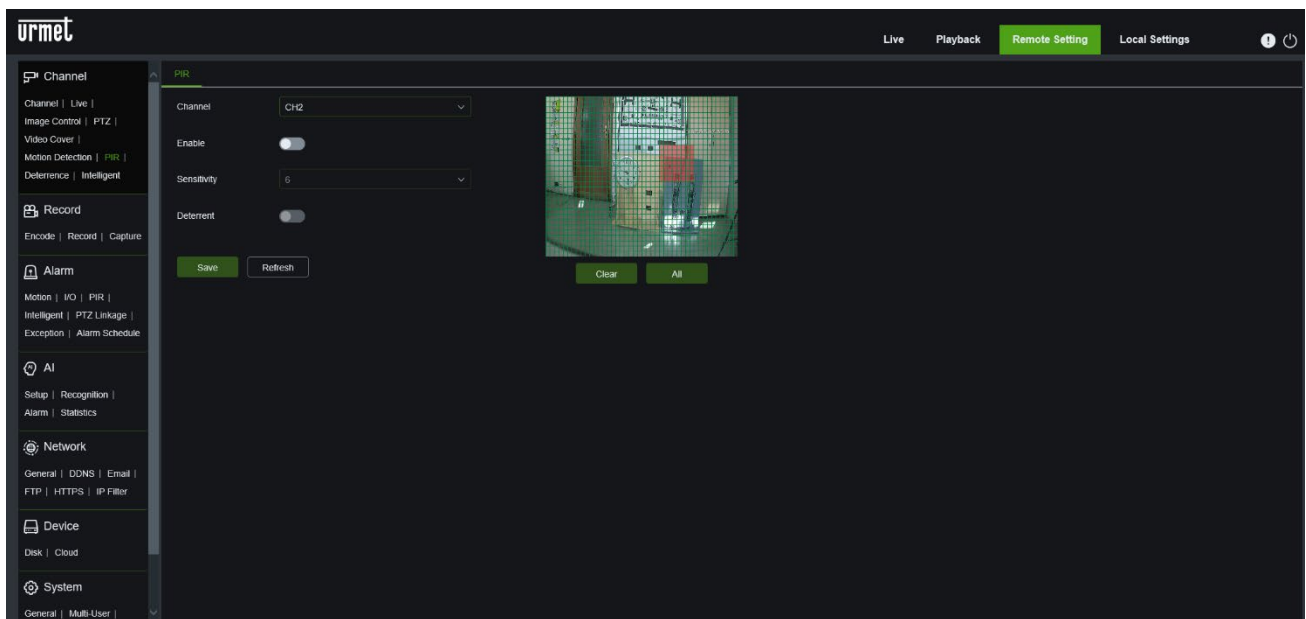 urmet
Live Playback Remote Setting Local Settings
Channel
Channel | Live |
Image Control | PTZ |
Video Cover |
Motion Detection | PIR |
Deterrence | Intelligent
Record
Encode | Record | Capture
Alarm
Motion | I/O | PIR |
Intelligent | PTZ Linkage |
Exception | Alarm Schedule
AI
Setup | Recognition |
Alarm | Statistics
Network
General | DDNS | Email |
FTP | HTTPS | IP Filter
Device
Disk | Cloud
System
General | Multi-User |
PIR
Channel CH2
Enable
Sensitivity 6
Deterrent
Save Refresh
Clear All